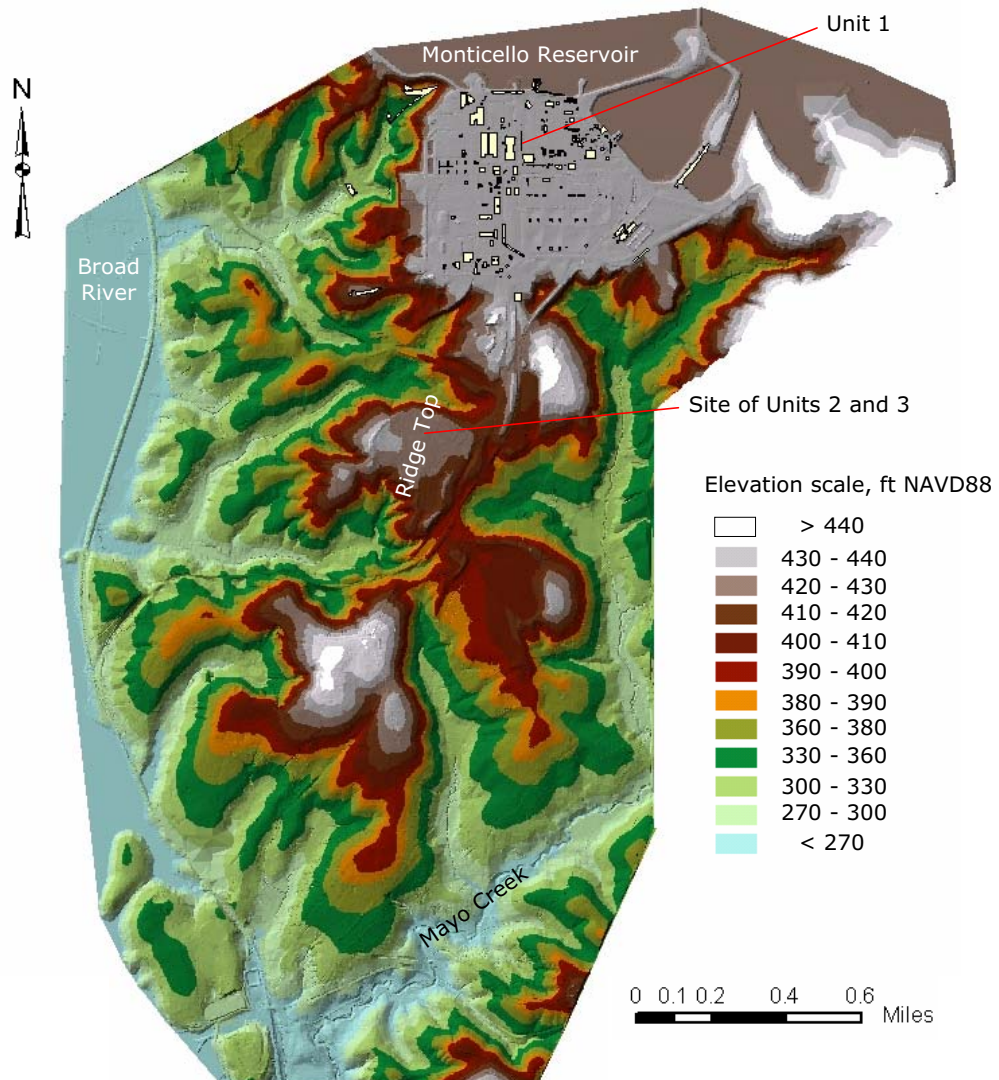 Unit 1
Monticello Reservoir
N
Broad
River
Site of Units 2 and 3
Ridge Top
Elevation scale, ft NAVD88
> 440
430 - 440
420 - 430
410 - 420
400 - 410
390 - 400
380 - 390
360 - 380
330 - 360
300 - 330
270 - 300
< 270
Mayo Creek
0 0.1 0.2 0.4 0.6
Miles